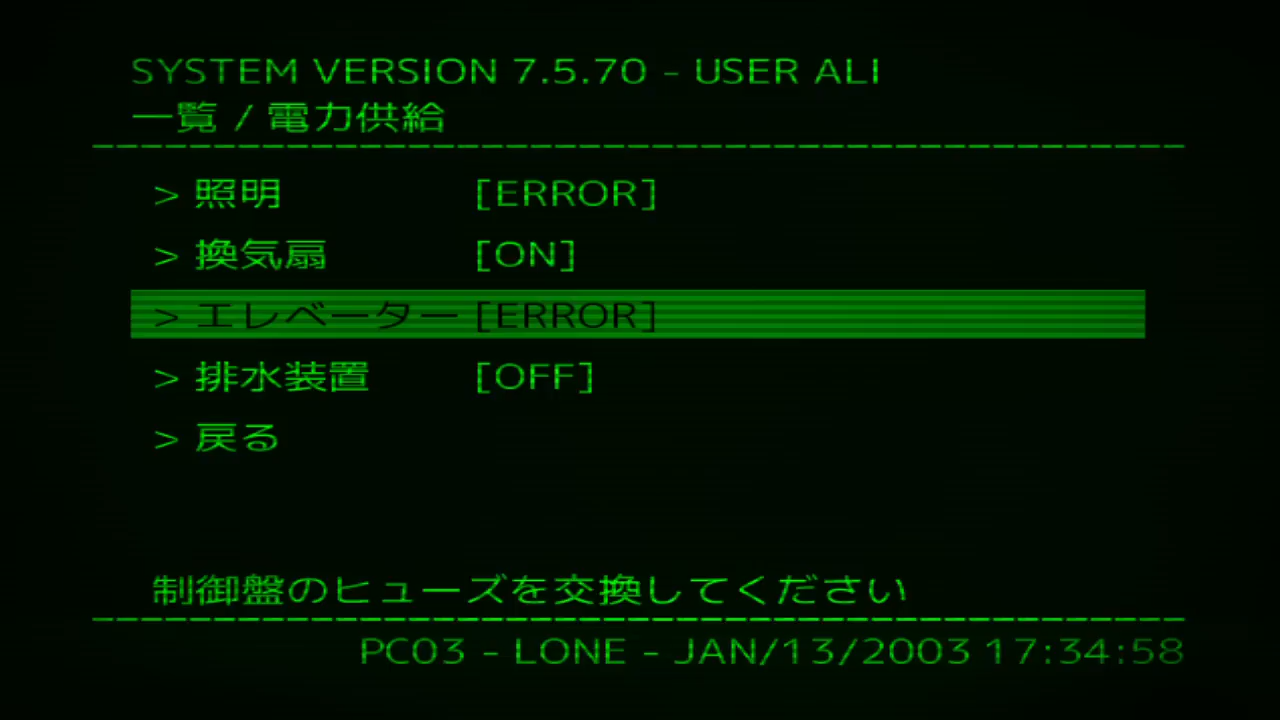 SYSTEM VERSION 7.5.70 - USER ALI
一覧 / 電力供給
> 照明 [ERROR]
> 換気扇 [ON]
> エレベーター [ERROR]
> 排水装置 [OFF]
> 戻る
制御盤のヒューズを交換してください
PC03 - LONE - JAN/13/2003 17:34:58